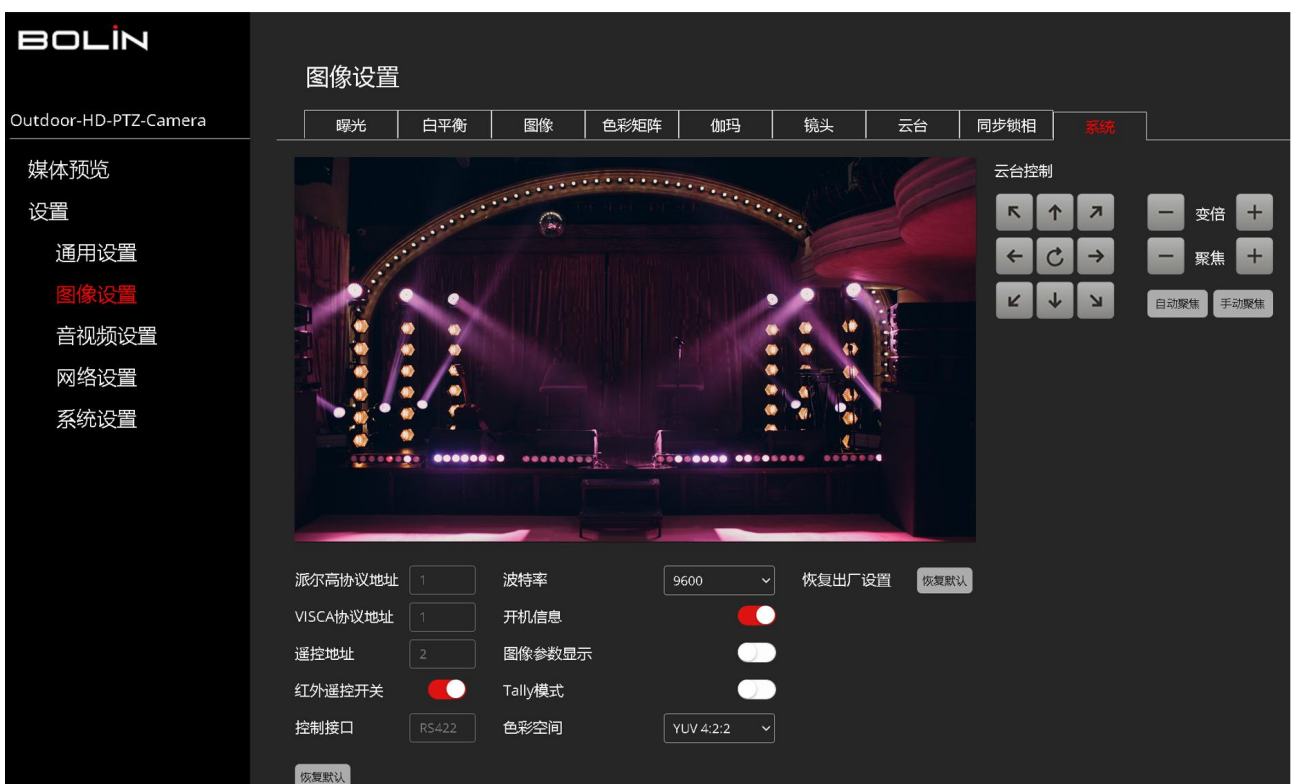 BOLIN
Outdoor-HD-PTZ-Camera
媒体预览
设置
通用设置
图像设置
音视频设置
网络设置
系统设置
图像设置
曝光 白平衡 图像 色彩矩阵 伽玛 镜头 云台 同步锁相 系统
云台控制
变倍
聚焦
自动聚焦 手动聚焦
派尔高协议地址 1 波特率 9600 恢复出厂设置 恢复默认
VISCA协议地址 1 开机信息
遥控地址 2 图像参数显示
红外遥控开关 Tally模式
控制接口 RS422 色彩空间 YUV 4:2:2
恢复默认